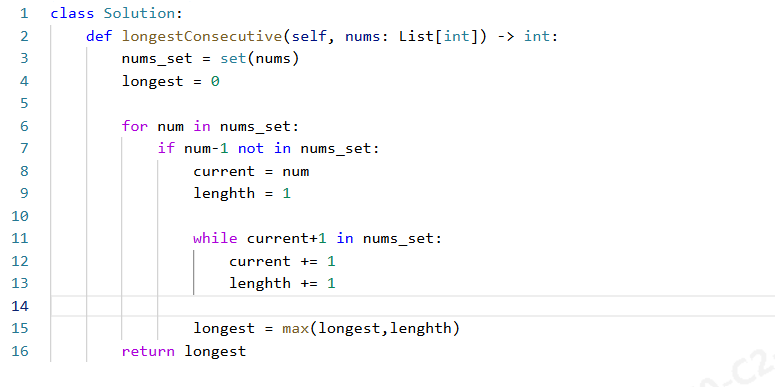 1 class Solution:
2     def longestConsecutive(self, nums: List[int]) -> int:
3         nums_set = set(nums)
4         longest = 0
5
6         for num in nums_set:
7             if num-1 not in nums_set:
8                 current = num
9                 lenghth = 1
10
11                 while current+1 in nums_set:
12                     current += 1
13                     lenghth += 1
14
15                 longest = max(longest,lenghth)
16         return longest